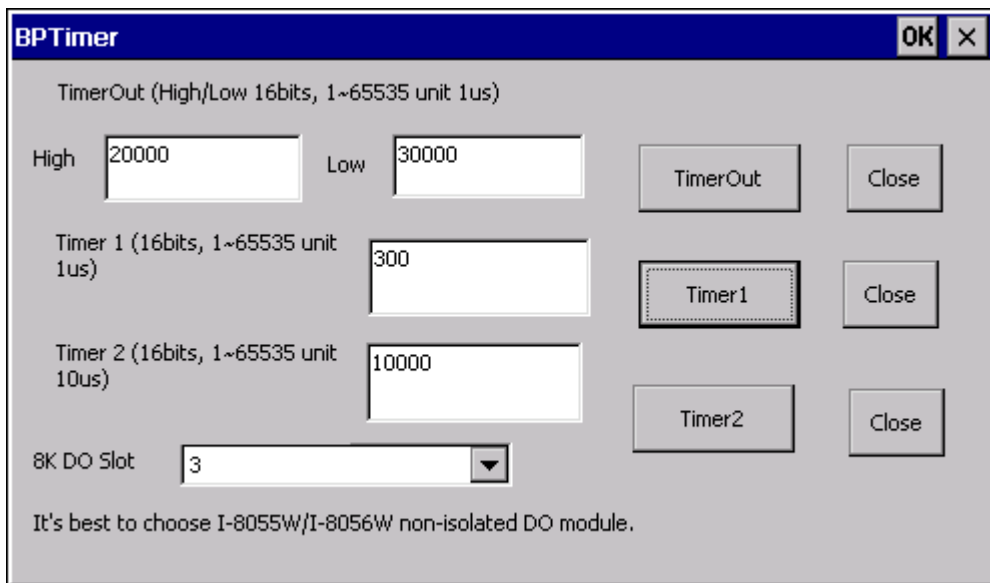 BPTimer OK
TimerOut (High/Low 16bits, 1~65535 unit 1us)
High 20000 Low 30000 TimerOut Close
Timer 1 (16bits, 1~65535 unit
1us)
300 Timer1 Close
Timer 2 (16bits, 1~65535 unit
10us)
10000 Timer2 Close
8K DO Slot 3
It's best to choose I-8055W/I-8056W non-isolated DO module.